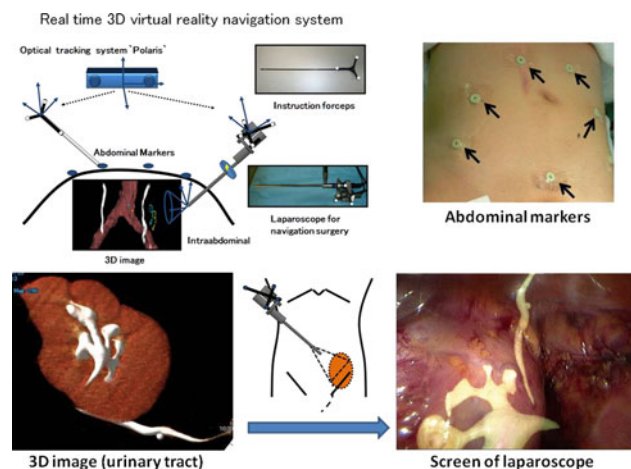 Real time 3D virtual reality navigation system
Optical tracking system 'Polaris'
Instruction forceps
Abdominal Markers
Laparoscope for
navigation surgery
Intraabdominal
3D image
Abdominal markers
3D image (urinary tract)
Screen of laparoscope